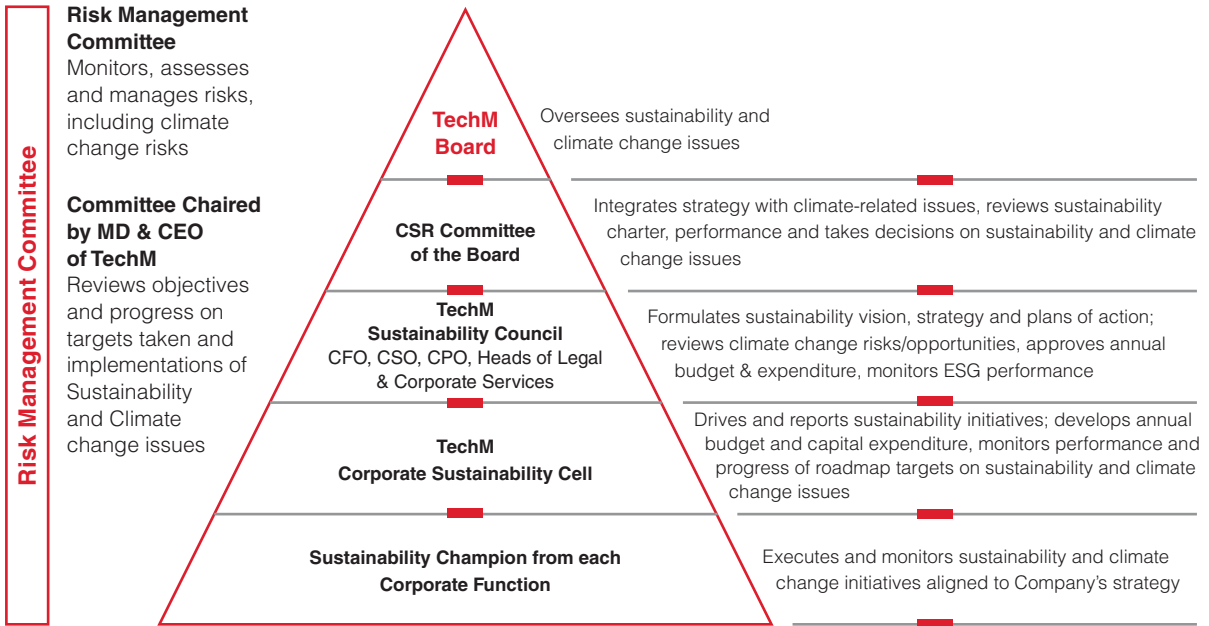 Risk Management Committee
Risk Management
Committee
Monitors, assesses
and manages risks,
including climate
change risks
Committee Chaired
by MD & CEO
of TechM
Reviews objectives
and progress on
targets taken and
implementations of
Sustainability
and Climate
change issues
TechM
Board
Oversees sustainability and
climate change issues
CSR Committee
of the Board
Integrates strategy with climate-related issues, reviews sustainability
charter, performance and takes decisions on sustainability and climate
change issues
TechM
Sustainability Council
CFO, CSO, CPO, Heads of Legal
& Corporate Services
Formulates sustainability vision, strategy and plans of action;
reviews climate change risks/opportunities, approves annual
budget & expenditure, monitors ESG performance
TechM
Corporate Sustainability Cell
Drives and reports sustainability initiatives; develops annual
budget and capital expenditure, monitors performance and
progress of roadmap targets on sustainability and climate
change issues
Sustainability Champion from each
Corporate Function
Executes and monitors sustainability and climate
change initiatives aligned to Company’s strategy